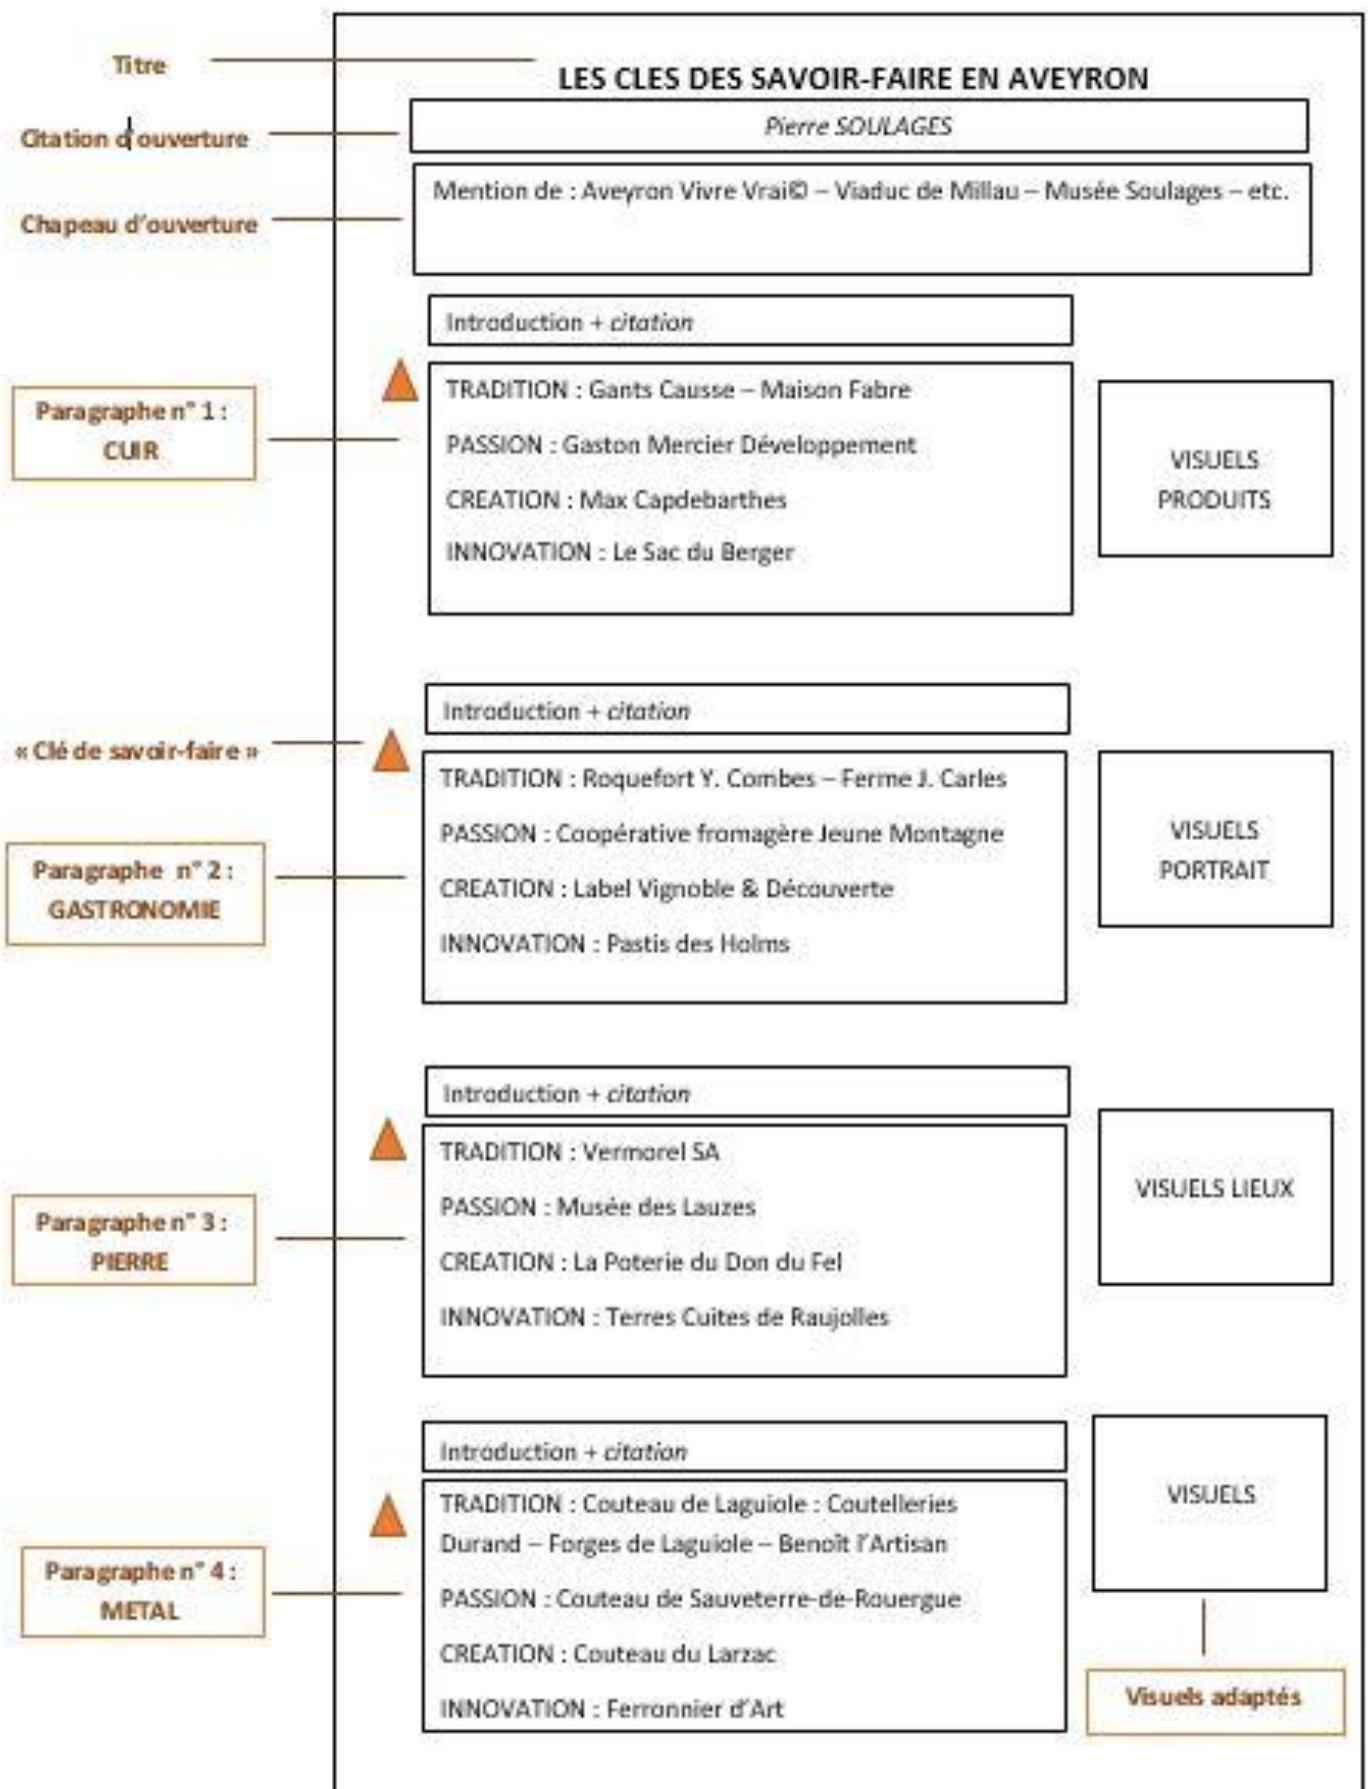 Titre
LES CLES DES SAVOIR-FAIRE EN AVEYRON
Citation d'ouverture
Pierre SOULAGES
Chapeau d'ouverture
Mention de : Aveyron Vivre Vrai© – Viaduc de Millau – Musée Soulages – etc.
Introduction + citation
Paragraphe n° 1 :
CUIR
TRADITION : Gants Causse – Maison Fabre
PASSION : Gaston Mercier Développement
CREATION : Max Capdebarthes
INNOVATION : Le Sac du Berger
VISUELS
PRODUITS
Introduction + citation
« Clé de savoir-faire »
Paragraphe n° 2 :
GASTRONOMIE
TRADITION : Roquefort Y. Combes – Ferme J. Carles
PASSION : Coopérative fromagère Jeune Montagne
CREATION : Label Vignoble & Découverte
INNOVATION : Pastis des Holms
VISUELS
PORTRAIT
Introduction + citation
Paragraphe n° 3 :
PIERRE
TRADITION : Vermorel SA
PASSION : Musée des Lauzes
CREATION : La Poterie du Don du Fel
INNOVATION : Terres Cuites de Raujolles
VISUELS LIEUX
Introduction + citation
Paragraphe n° 4 :
METAL
TRADITION : Couteau de Laguiole : Coutelleries
Durand – Forges de Laguiole – Benoît l'Artisan
PASSION : Couteau de Sauveterre-de-Rouergue
CREATION : Couteau du Larzac
INNOVATION : Ferronnier d'Art
VISUELS
Visuels adaptés